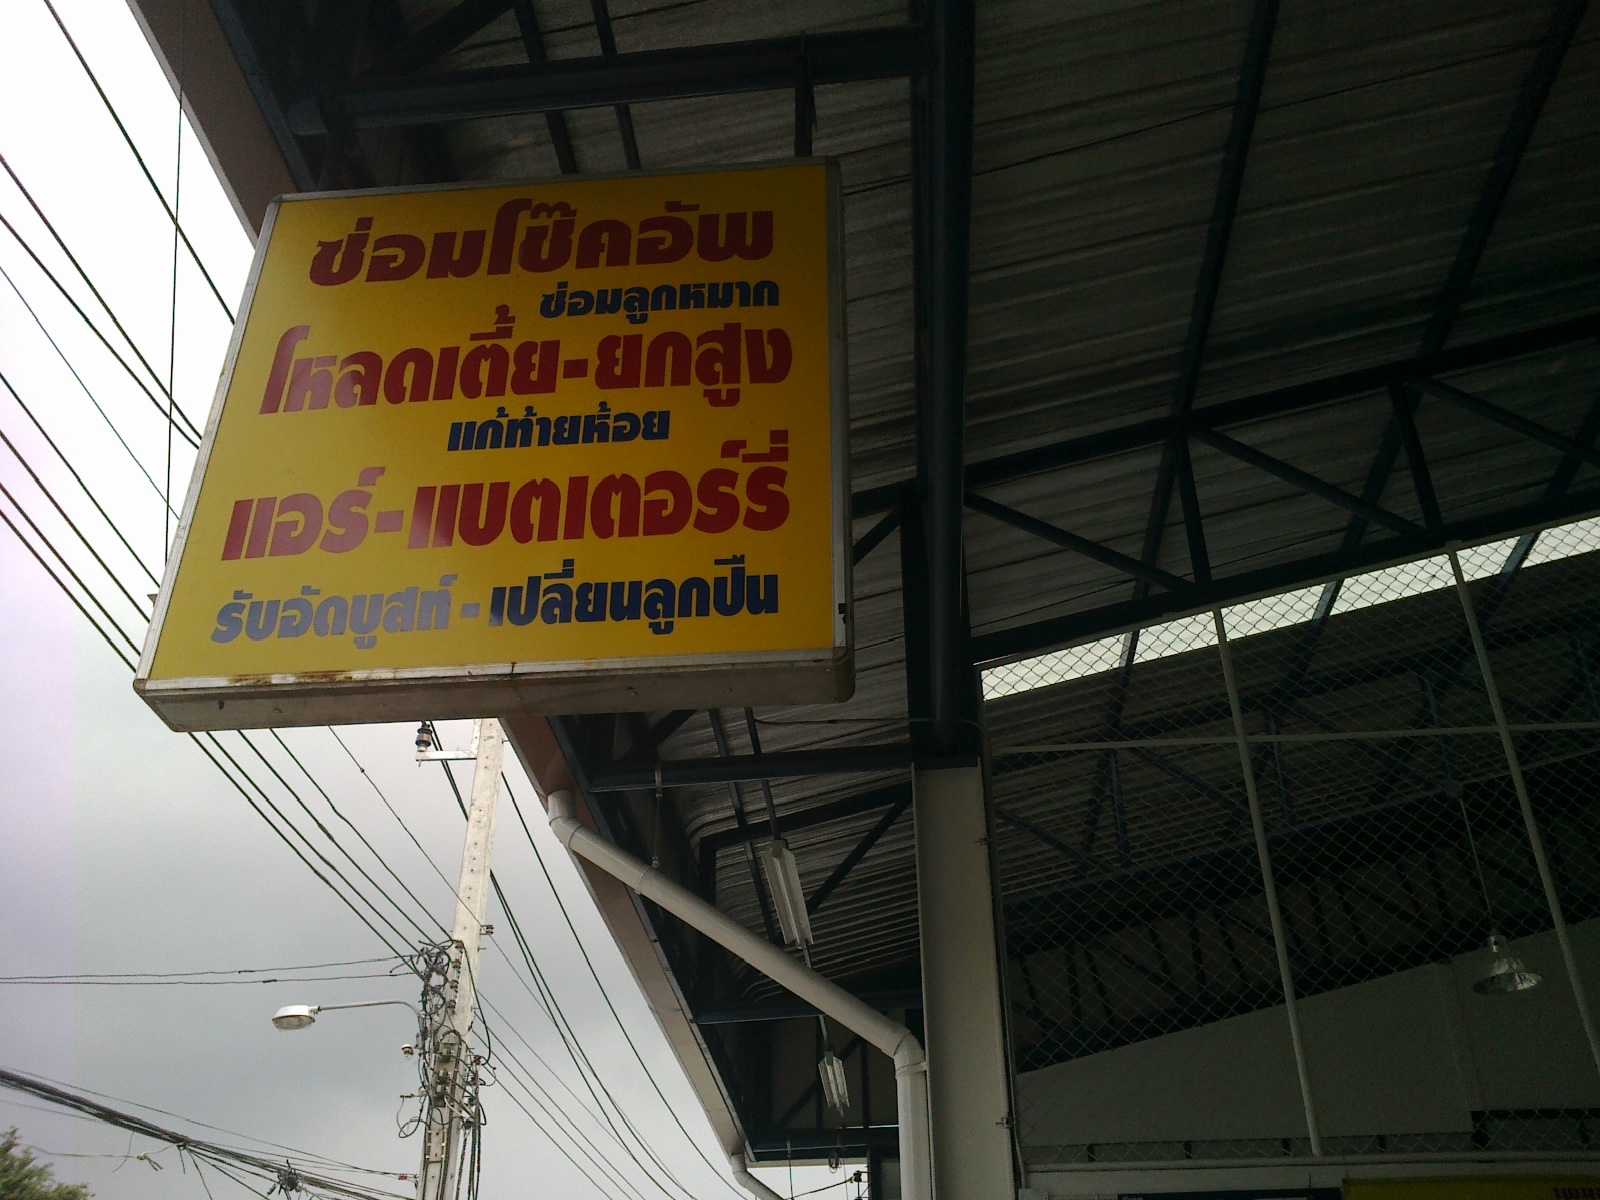 ซ่อมโช๊คอัพ
ซ่อมลูกหมาก
โหลดเตี้ย-ยกสูง
แก้ท้ายห้อย
แอร์-แบตเตอร์รี่
รับอัดบูสท์-เปลี่ยนลูกปืน